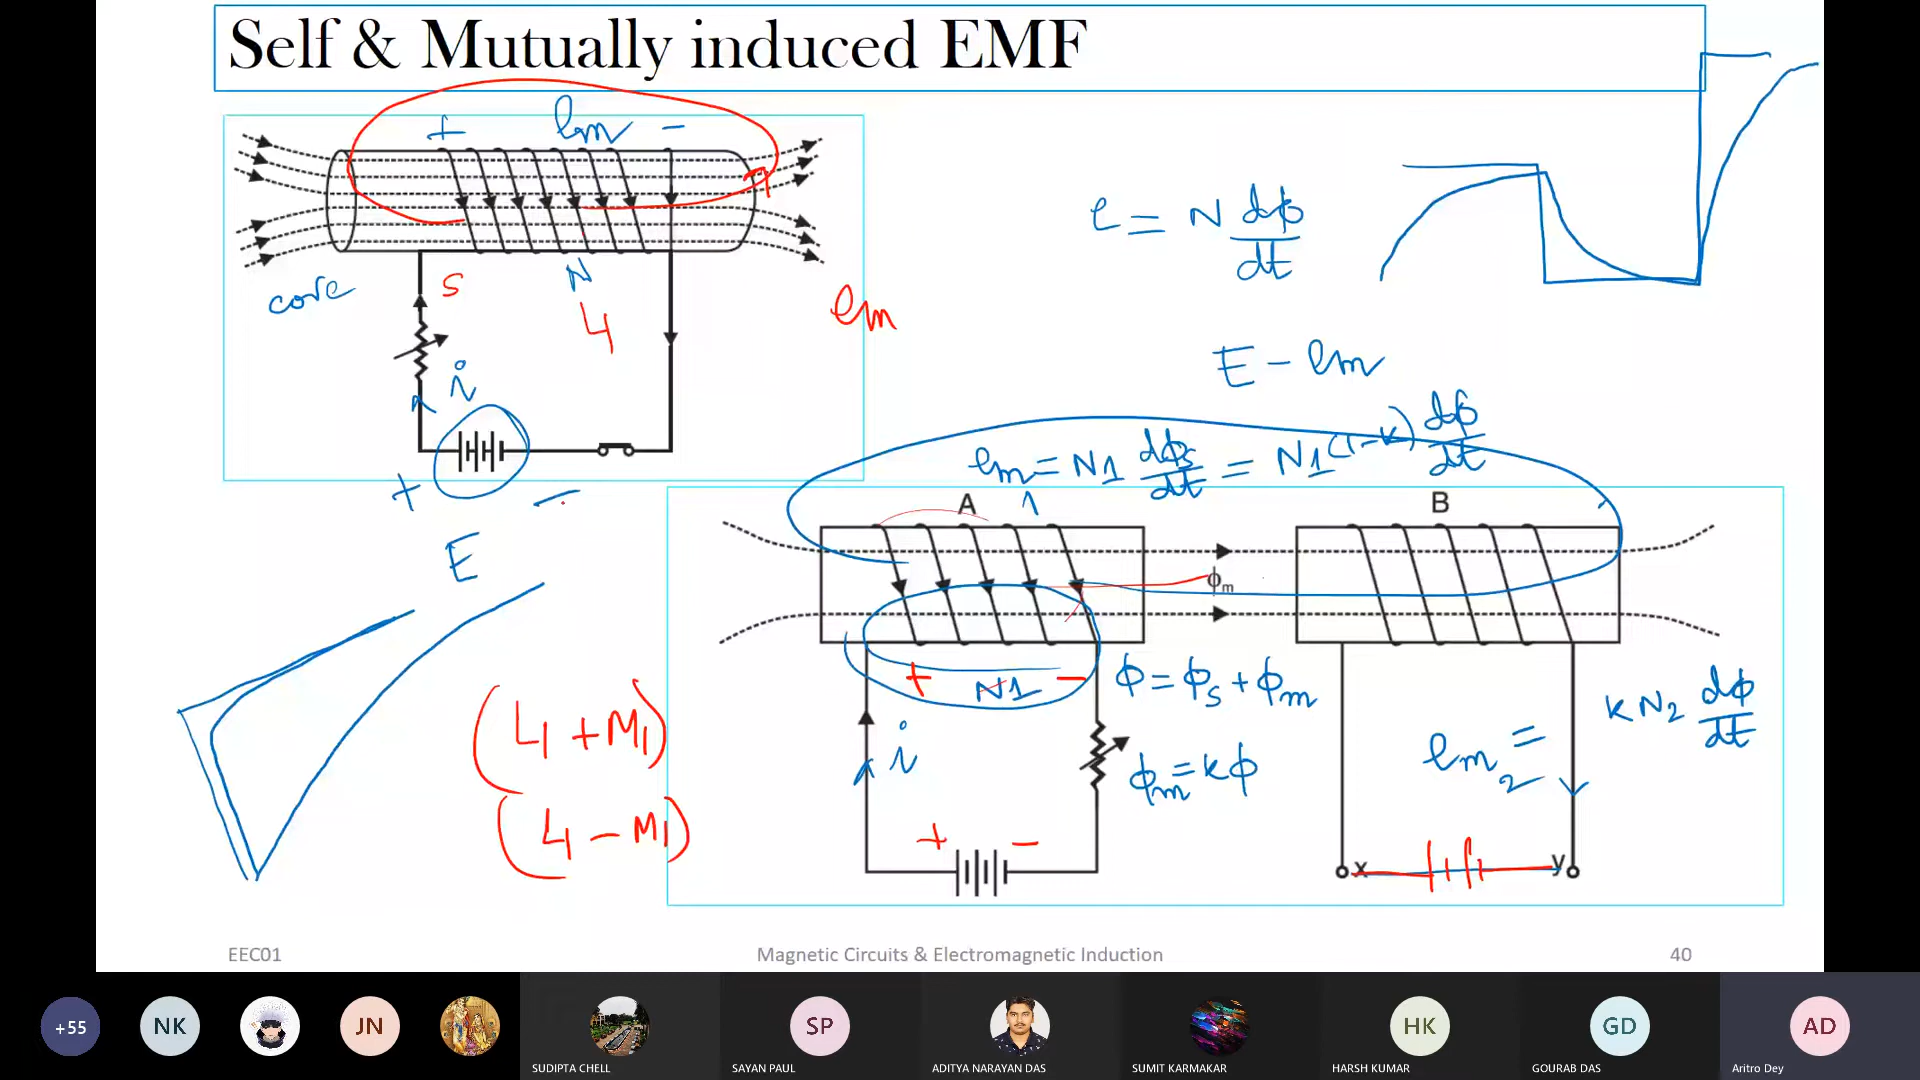 Self & Mutually induced EMF
+ em -
core
S
N
L1
em
i
+ -
E
e = N dφ/dt
E - em
em1 = N1 dφs/dt = N1(1-k) dφ/dt
A
B
ϕm
+ N1 -
φ = φs + φm
φm = kφ
i
+ -
em2 = kN2 dφ/dt
x
y
(L1 + M1)
(L1 - M1)
EEC01
Magnetic Circuits & Electromagnetic Induction
40
+55
NK
JN
SUDIPTA CHELL
SP
SAYAN PAUL
ADITYA NARAYAN DAS
SUMIT KARMAKAR
HK
HARSH KUMAR
GD
GOURAB DAS
AD
Aritro Dey